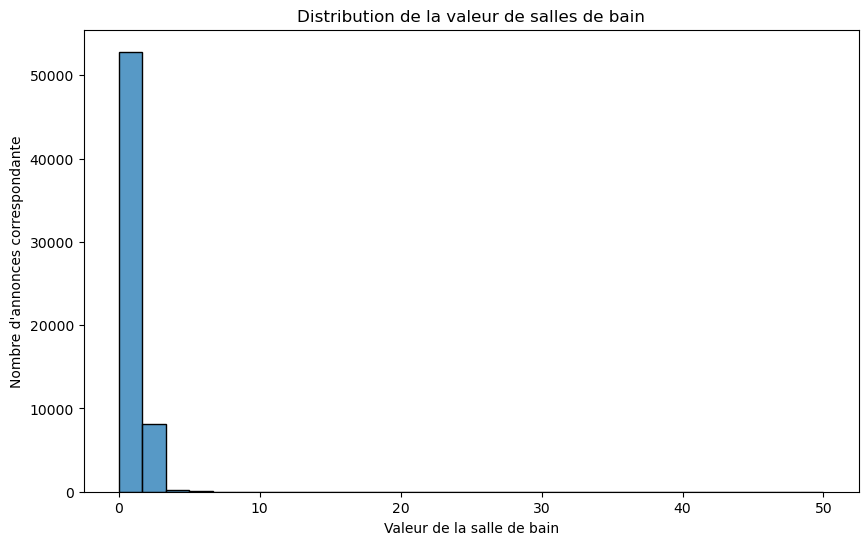 Distribution de la valeur de salles de bain
Nombre d'annonces correspondante
50000
40000
30000
20000
10000
0
0 10 20 30 40 50
Valeur de la salle de bain